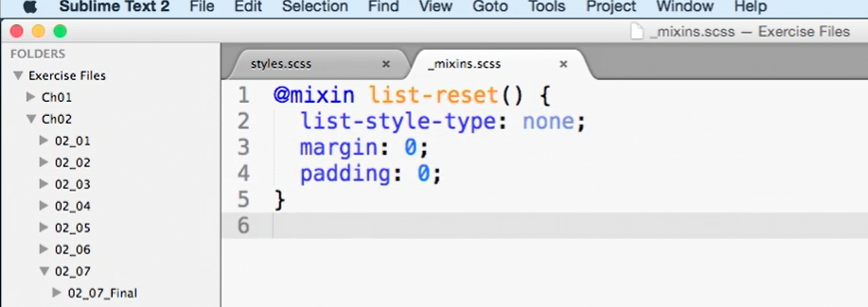 Sublime Text 2 File Edit Selection Find View Goto Tools Project Window Help
_mixins.scss — Exercise Files
FOLDERS
Exercise Files
Ch01
Ch02
02_01
02_02
02_03
02_04
02_05
02_06
02_07
02_07_Final
styles.scss × _mixins.scss ×
1 @mixin list-reset() {
2 list-style-type: none;
3 margin: 0;
4 padding: 0;
5 }
6